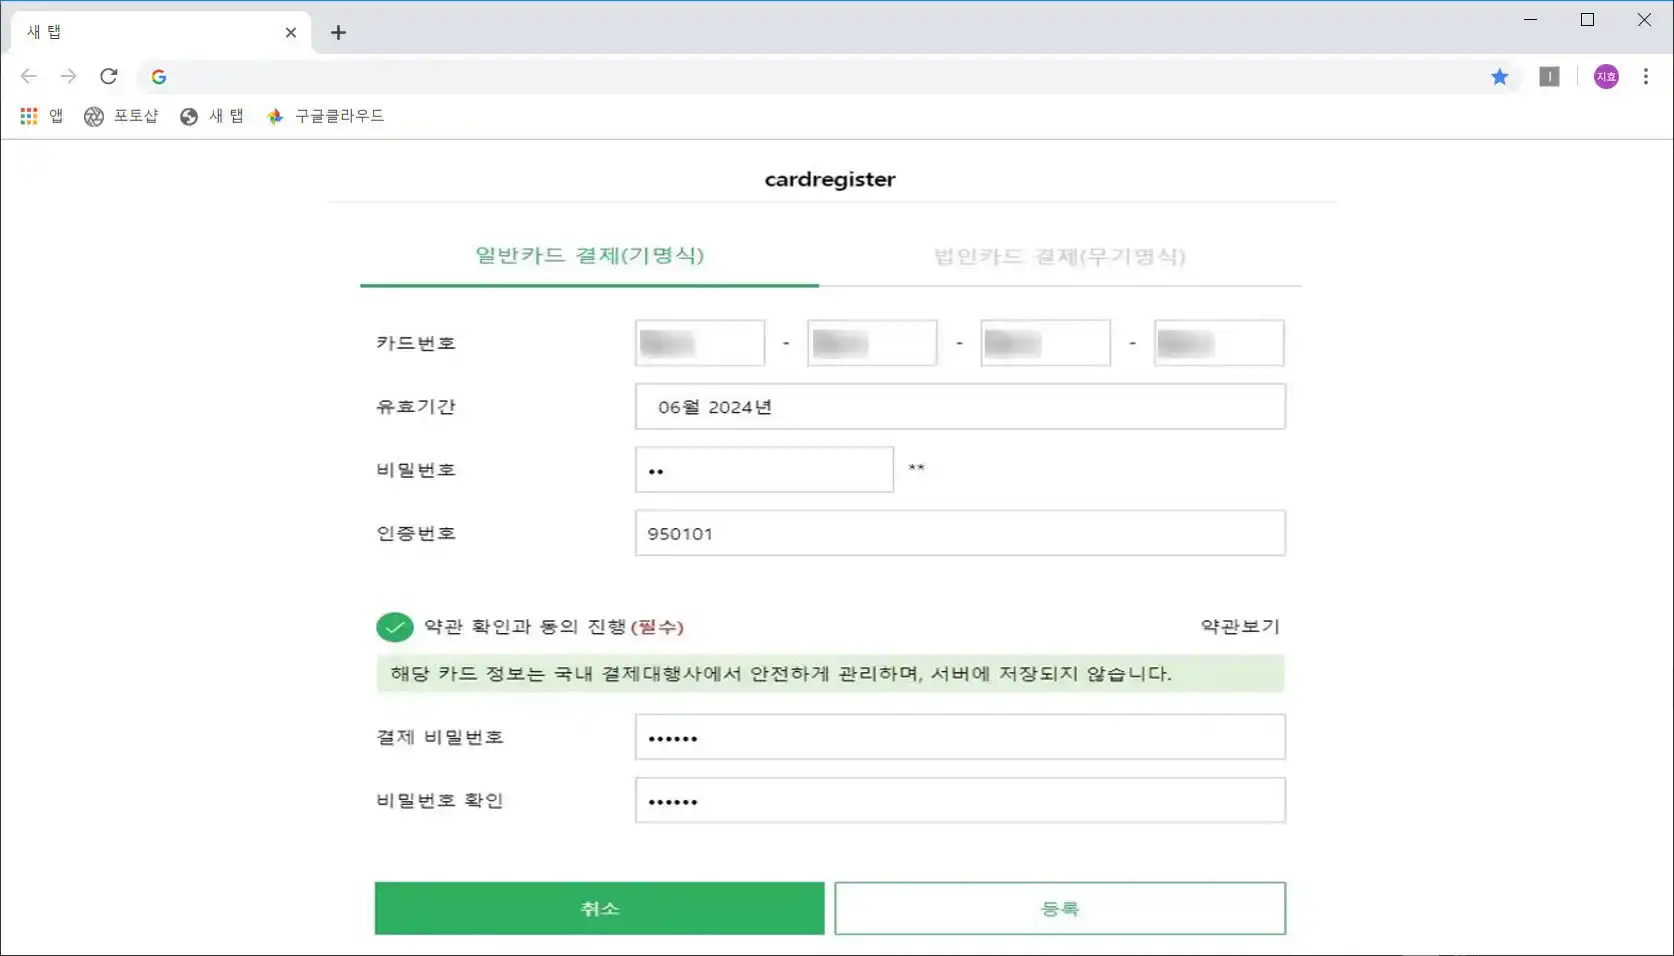 새 탭
앱 포토샵 새 탭 구글클라우드
지효
cardregister
일반카드 결제(기명식) 법인카드 결제(무기명식)
카드번호 - - -
유효기간 06월 2024년
비밀번호 •• **
인증번호 950101
약관 확인과 동의 진행(필수) 약관보기
해당 카드 정보는 국내 결제대행사에서 안전하게 관리하며, 서버에 저장되지 않습니다.
결제 비밀번호 ••••••
비밀번호 확인 ••••••
취소 등록